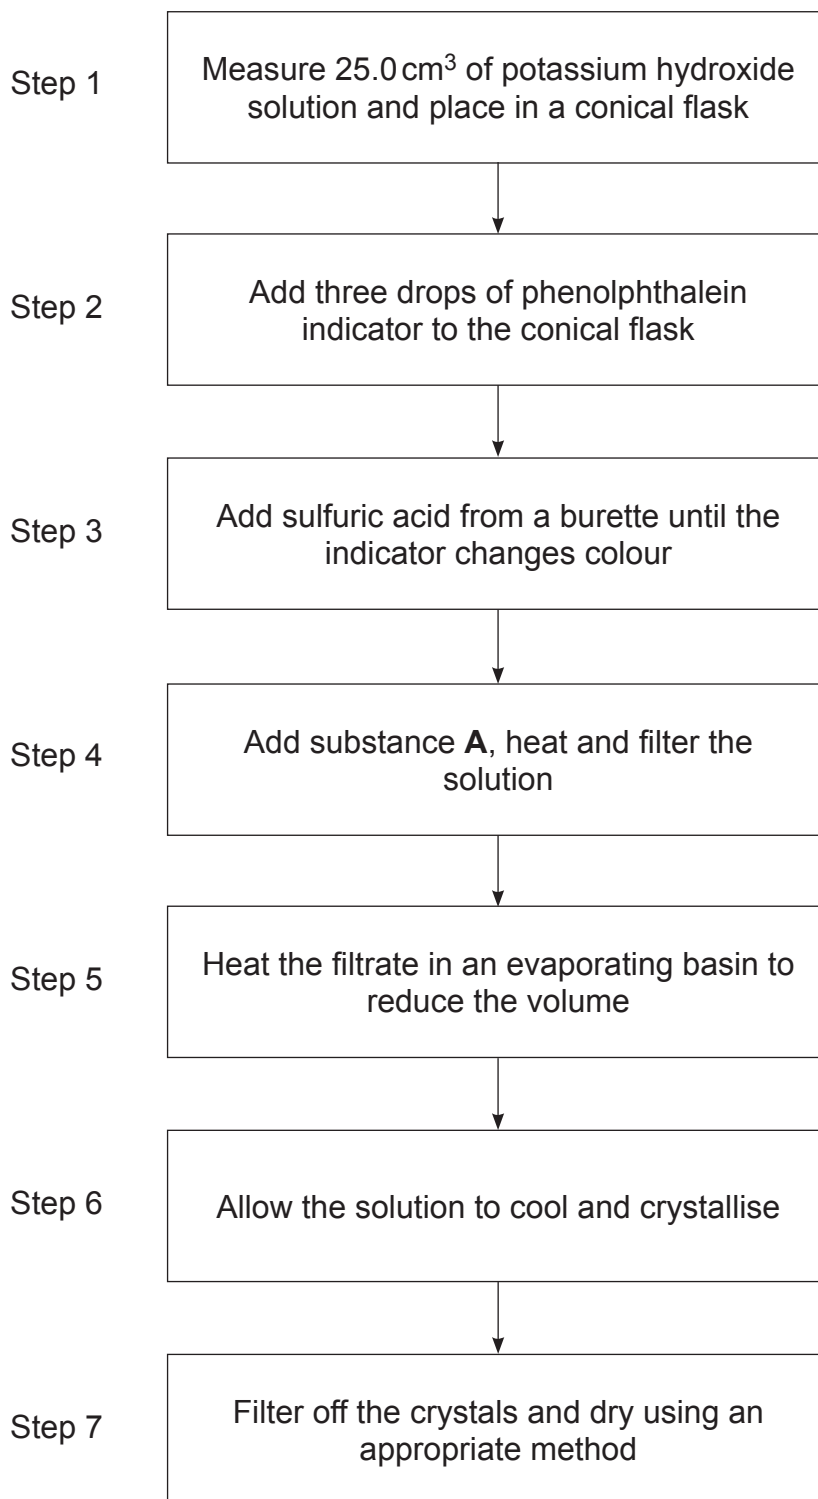 Step 1
Measure 25.0 cm³ of potassium hydroxide
solution and place in a conical flask
Step 2
Add three drops of phenolphthalein
indicator to the conical flask
Step 3
Add sulfuric acid from a burette until the
indicator changes colour
Step 4
Add substance A, heat and filter the
solution
Step 5
Heat the filtrate in an evaporating basin to
reduce the volume
Step 6
Allow the solution to cool and crystallise
Step 7
Filter off the crystals and dry using an
appropriate method